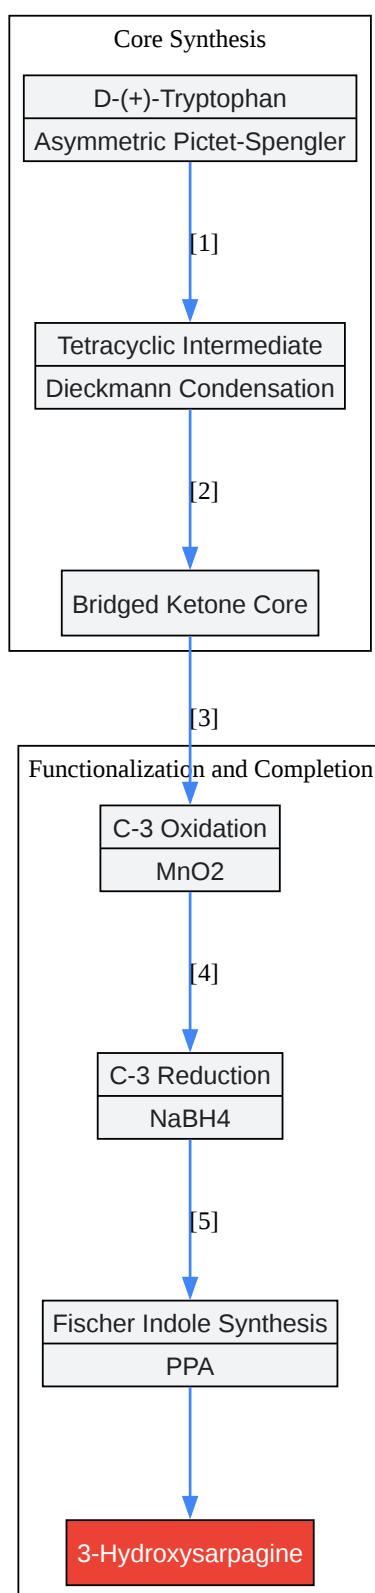 Core Synthesis
D-(+)-Tryptophan
Asymmetric Pictet-Spengler
[1]
Tetracyclic Intermediate
Dieckmann Condensation
[2]
Bridged Ketone Core
[3]
Functionalization and Completion
C-3 Oxidation
MnO2
[4]
C-3 Reduction
NaBH4
[5]
Fischer Indole Synthesis
PPA
3-Hydroxysarpagine